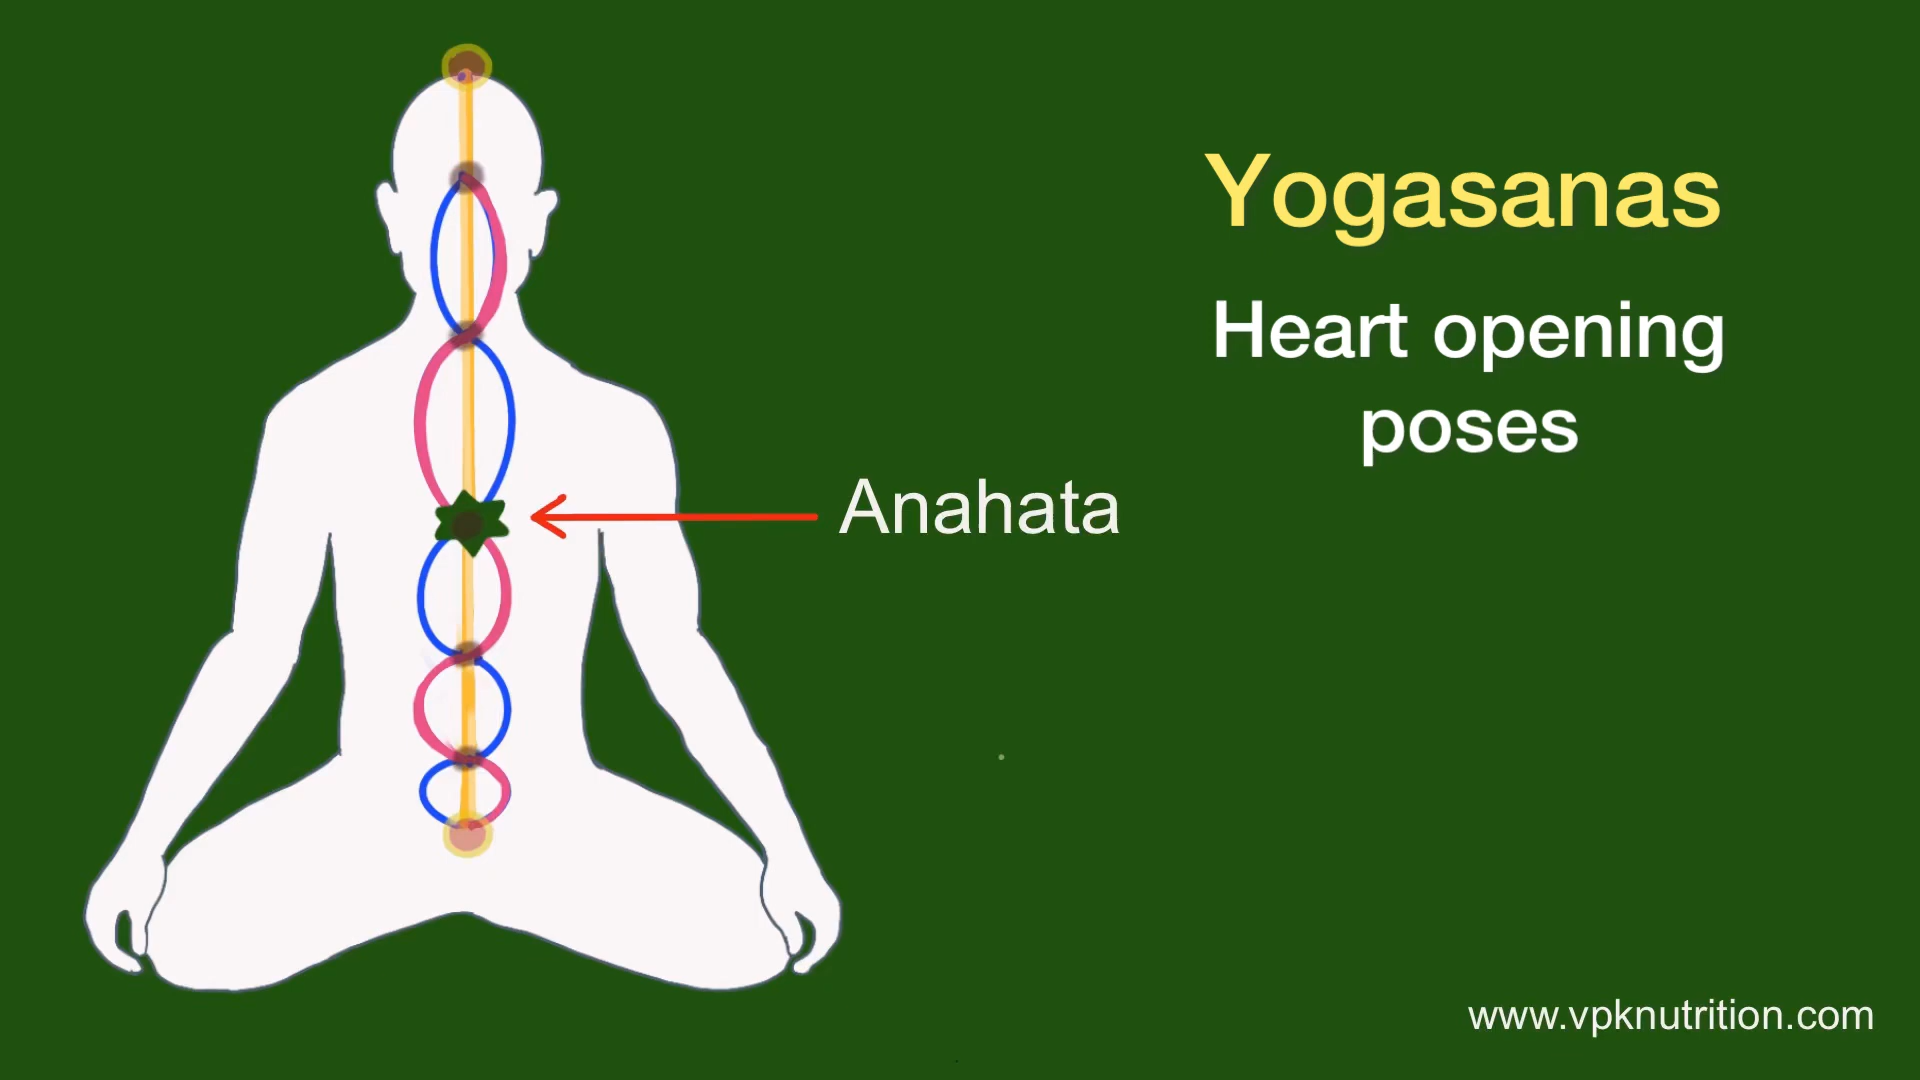 Yogasanas
Heart opening
poses
Anahata
www.vpknutrition.com